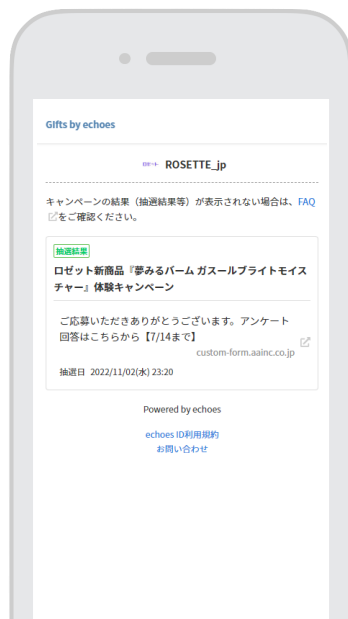 Gifts by echoes
ロゼット ROSETTE_jp
キャンペーンの結果（抽選結果等）が表示されない場合は、FAQ
をご確認ください。
抽選結果
ロゼット新商品『夢みるバーム ガスールブライトモイス
チャー』体験キャンペーン
ご応募いただきありがとうございます。アンケート
回答はこちらから【7/14まで】
custom-form.aainc.co.jp
抽選日 2022/11/02(水) 23:20
Powered by echoes
echoes ID利用規約
お問い合わせ